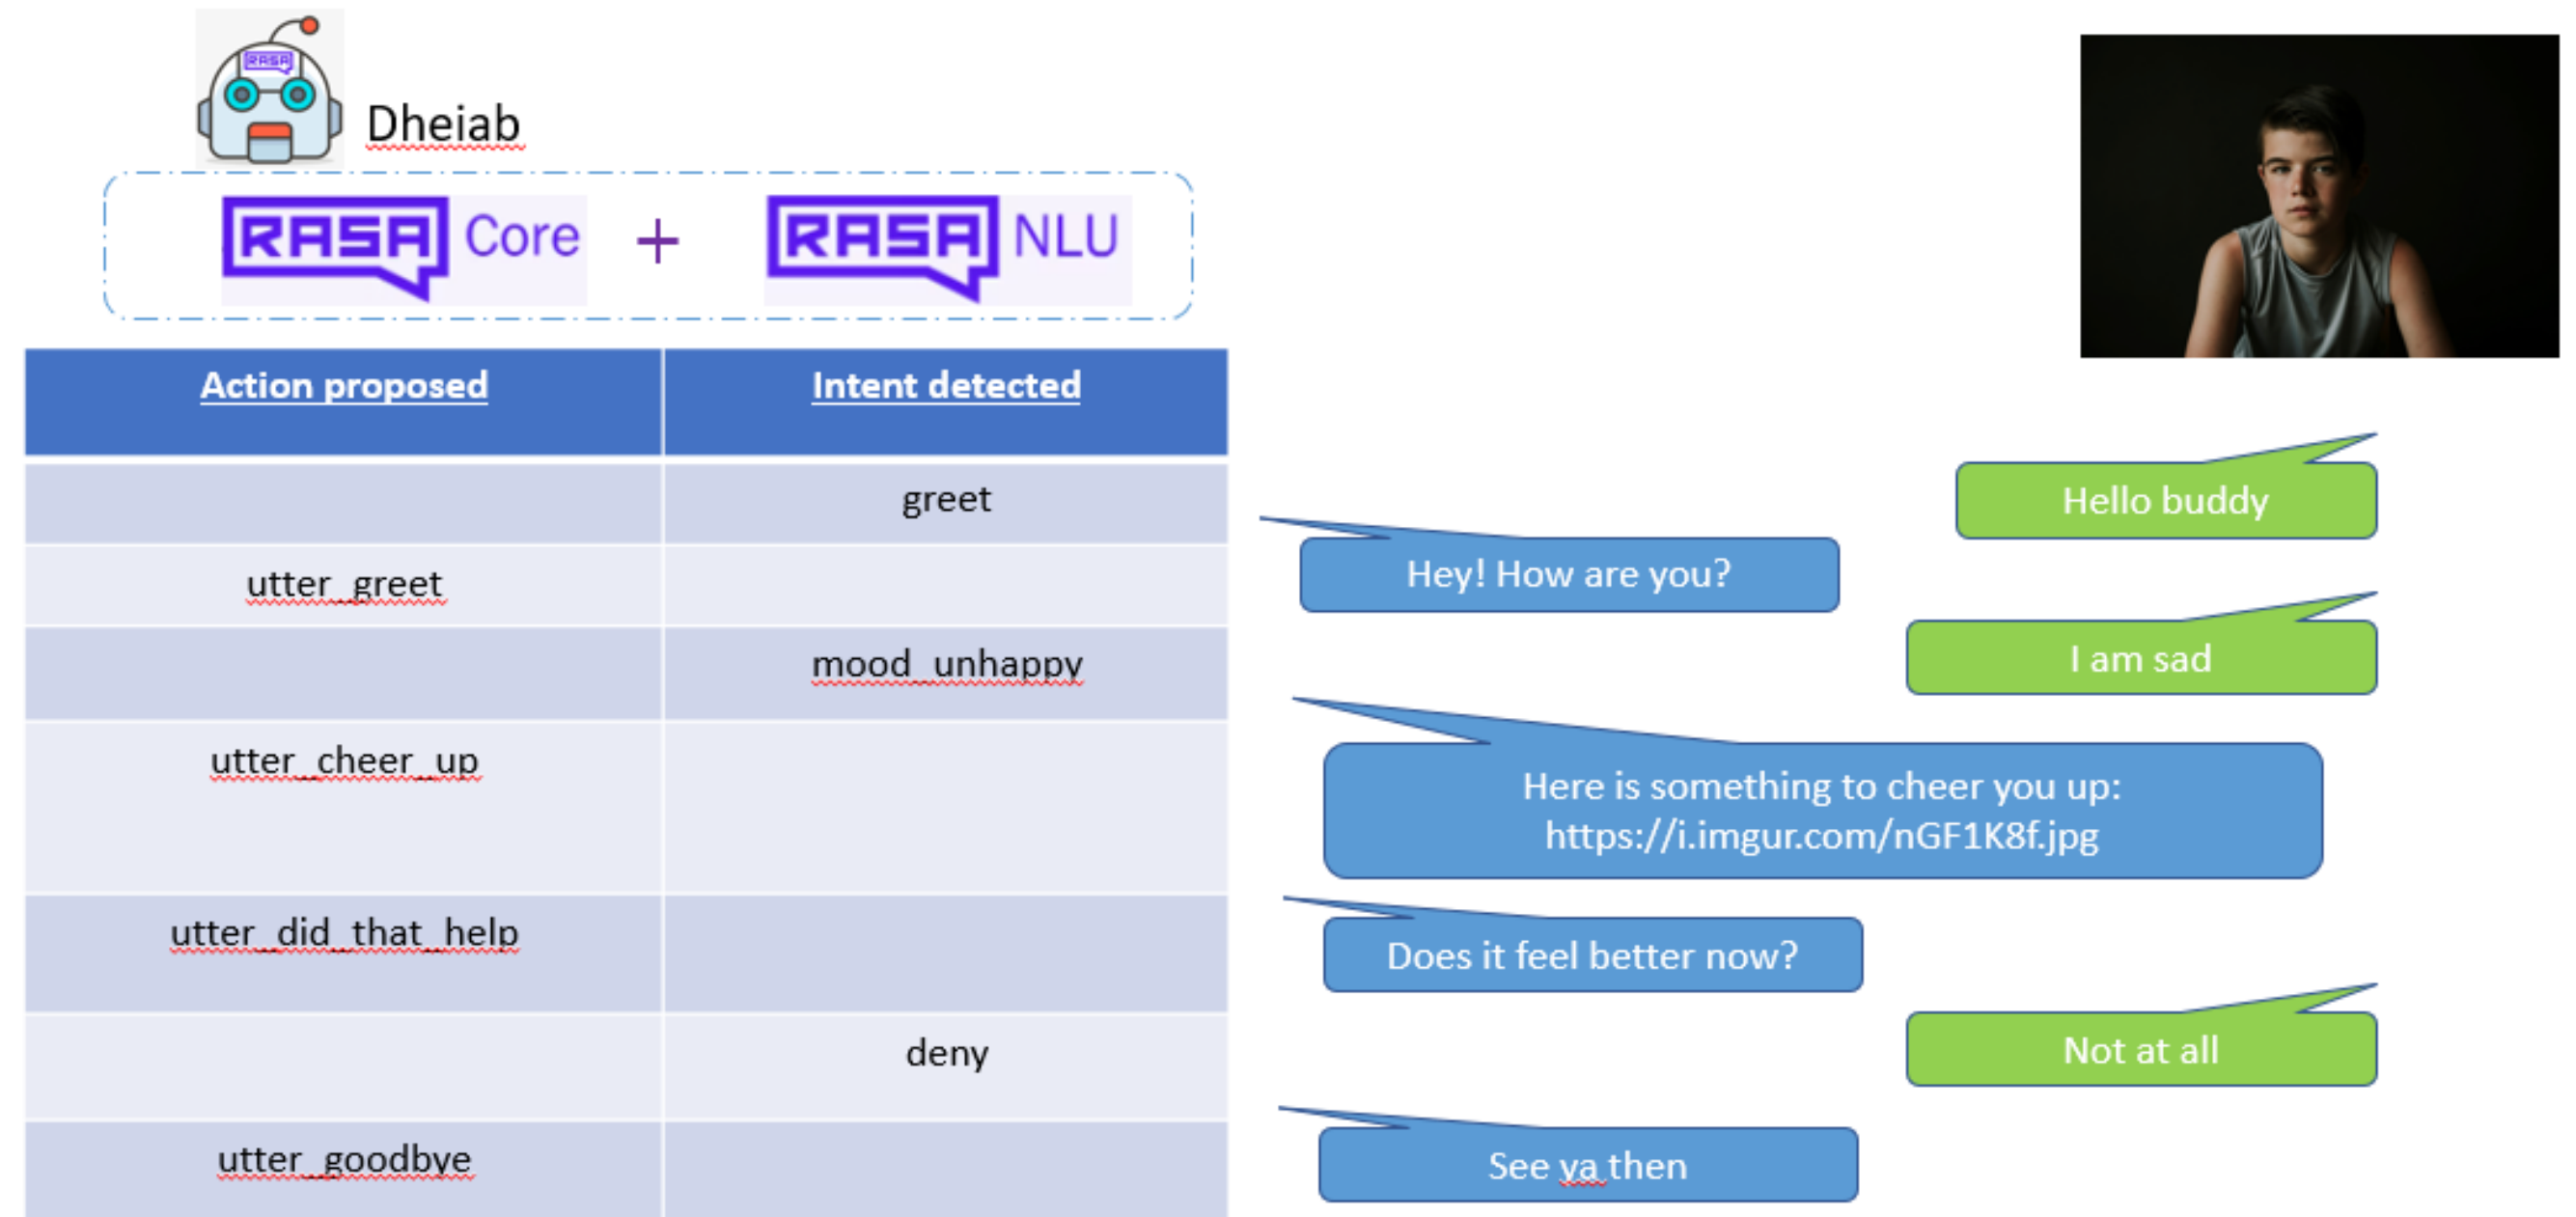 RASA
Dheiab
RASA Core + RASA NLU
Action proposed Intent detected
greet
Hello buddy
utter_greet
Hey! How are you?
mood_unhappy
I am sad
utter_cheer_up
Here is something to cheer you up:
https://i.imgur.com/nGF1K8f.jpg
utter_did_that_help
Does it feel better now?
deny
Not at all
utter_goodbye
See ya then